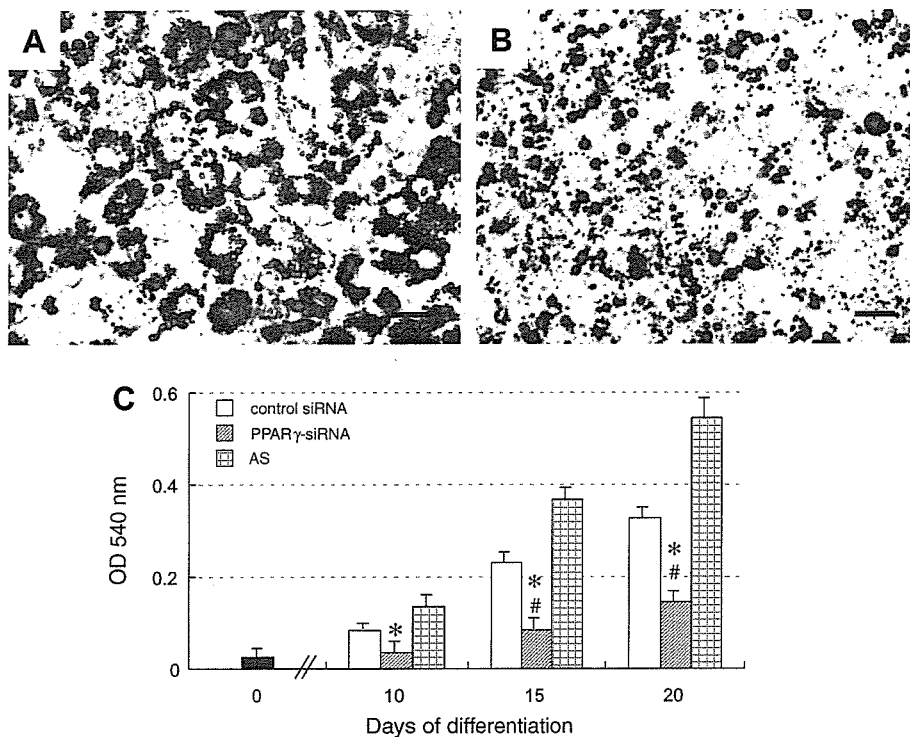 A
B
C
0.6
control siRNA
PPARγ-siRNA
AS
0.4
OD 540 nm
*
*
#
*
#
0.2
0
0
10
15
20
Days of differentiation